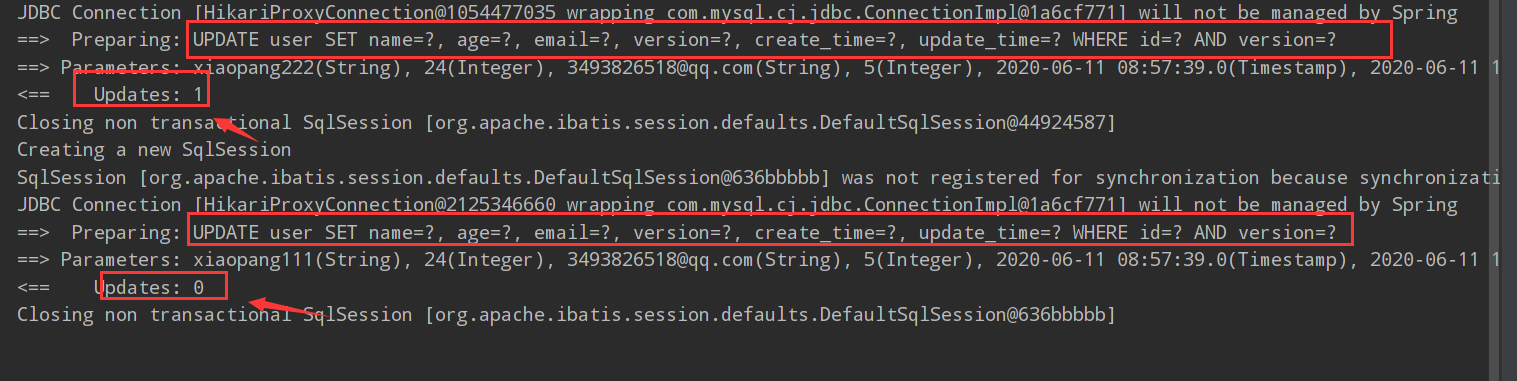 JDBC Connection [HikariProxyConnection@1054477035 wrapping com.mysql.cj.jdbc.ConnectionImpl@1a6cf771] will not be managed by Spring
==>  Preparing: UPDATE user SET name=?, age=?, email=?, version=?, create_time=?, update_time=? WHERE id=? AND version=?
==> Parameters: xiaopang222(String), 24(Integer), 3493826518@qq.com(String), 5(Integer), 2020-06-11 08:57:39.0(Timestamp), 2020-06-11 1
<==    Updates: 1
Closing non transactional SqlSession [org.apache.ibatis.session.defaults.DefaultSqlSession@44924587]
Creating a new SqlSession
SqlSession [org.apache.ibatis.session.defaults.DefaultSqlSession@636bbbbb] was not registered for synchronization because synchronizati
JDBC Connection [HikariProxyConnection@2125346660 wrapping com.mysql.cj.jdbc.ConnectionImpl@1a6cf771] will not be managed by Spring
==>  Preparing: UPDATE user SET name=?, age=?, email=?, version=?, create_time=?, update_time=? WHERE id=? AND version=?
==> Parameters: xiaopang111(String), 24(Integer), 3493826518@qq.com(String), 5(Integer), 2020-06-11 08:57:39.0(Timestamp), 2020-06-11 1
<==    Updates: 0
Closing non transactional SqlSession [org.apache.ibatis.session.defaults.DefaultSqlSession@636bbbbb]